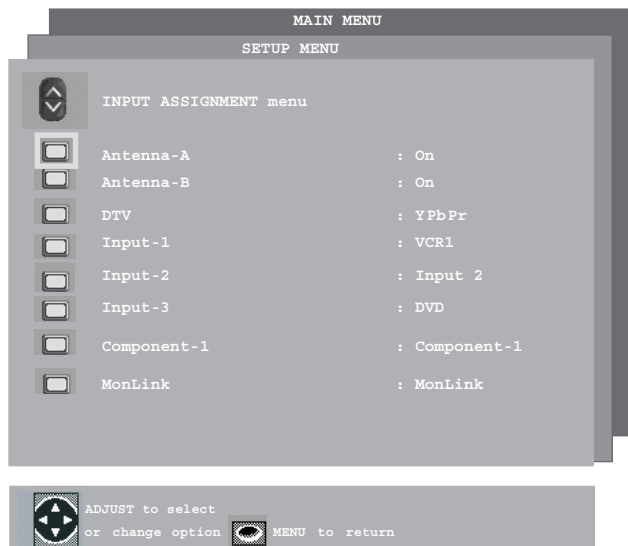 MAIN MENU
SETUP MENU
INPUT ASSIGNMENT menu
Antenna-A : On
Antenna-B : On
DTV : YPbPr
Input-1 : VCR1
Input-2 : Input 2
Input-3 : DVD
Component-1 : Component-1
MonLink : MonLink
ADJUST to select
or change option MENU to return